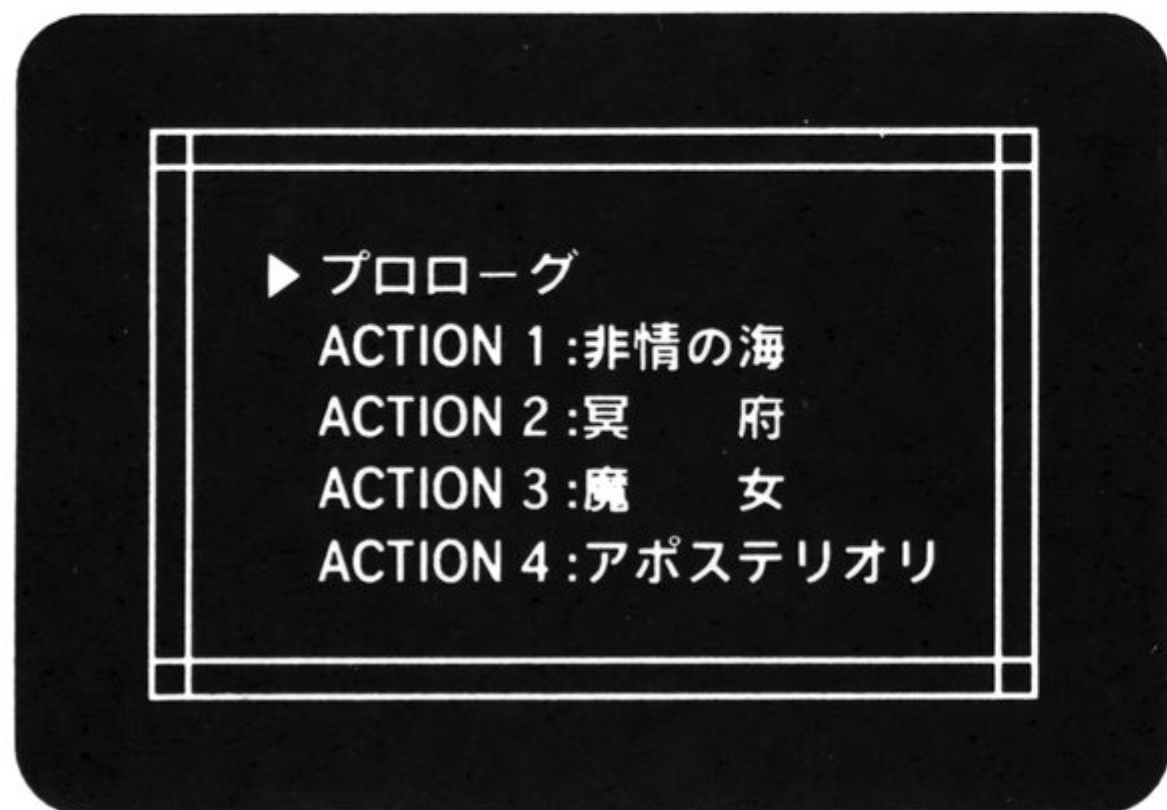 ▶プロローグ
ACTION 1:非情の海
ACTION 2:冥　　府
ACTION 3:魔　　女
ACTION 4:アポステリオリ